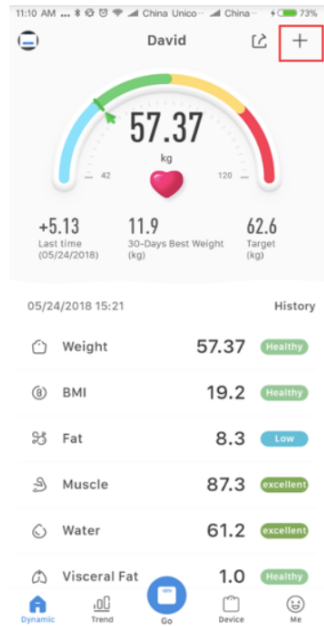 11:10 AM ... China Unico··· China··· 73%
David
57.37
kg
42 120
+5.13 11.9 62.6
Last time 30-Days Best Weight Target
(05/24/2018) (kg) (kg)
05/24/2018 15:21 History
Weight 57.37 Healthy
BMI 19.2 Healthy
Fat 8.3 Low
Muscle 87.3 excellent
Water 61.2 excellent
Visceral Fat 1.0 Healthy
Dynamic Trend Go Device Me